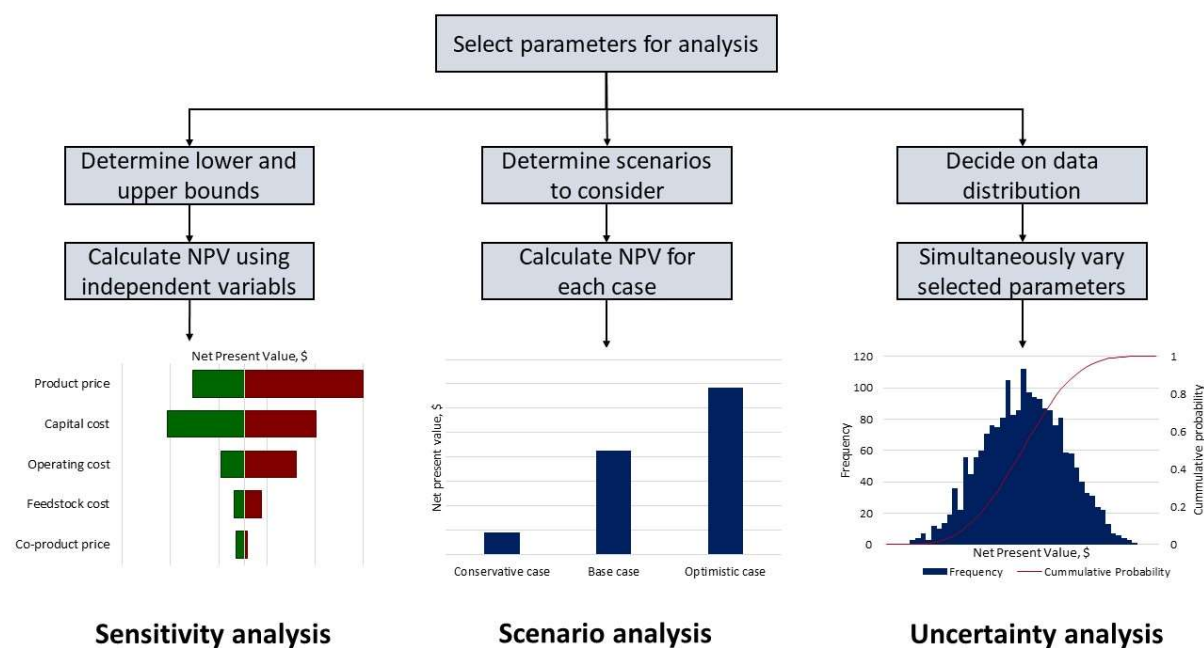 Select parameters for analysis
Determine lower and
upper bounds
Determine scenarios
to consider
Decide on data
distribution
Calculate NPV using
independent variabls
Calculate NPV for
each case
Simultaneously vary
selected parameters
Net Present Value, $
Product price
Capital cost
Operating cost
Feedstock cost
Co-product price
Net present value, $
Conservative case
Base case
Optimistic case
120
100
80
60
40
20
0
Frequency
1
0.8
0.6
0.4
0.2
0
Cummulative probability
Net Present Value, $
Frequency
Cummulative Probability
Sensitivity analysis
Scenario analysis
Uncertainty analysis